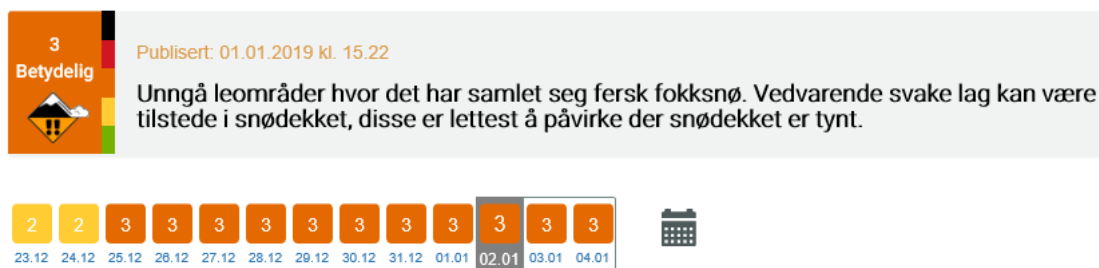 3
Betydelig
Publisert: 01.01.2019 kl. 15.22
Unngå leområder hvor det har samlet seg fersk fokksnø. Vedvarende svake lag kan være
tilstede i snødekket, disse er lettest å påvirke der snødekket er tynt.
2 2 3 3 3 3 3 3 3 3 3 3 3
23.12 24.12 25.12 26.12 27.12 28.12 29.12 30.12 31.12 01.01 02.01 03.01 04.01